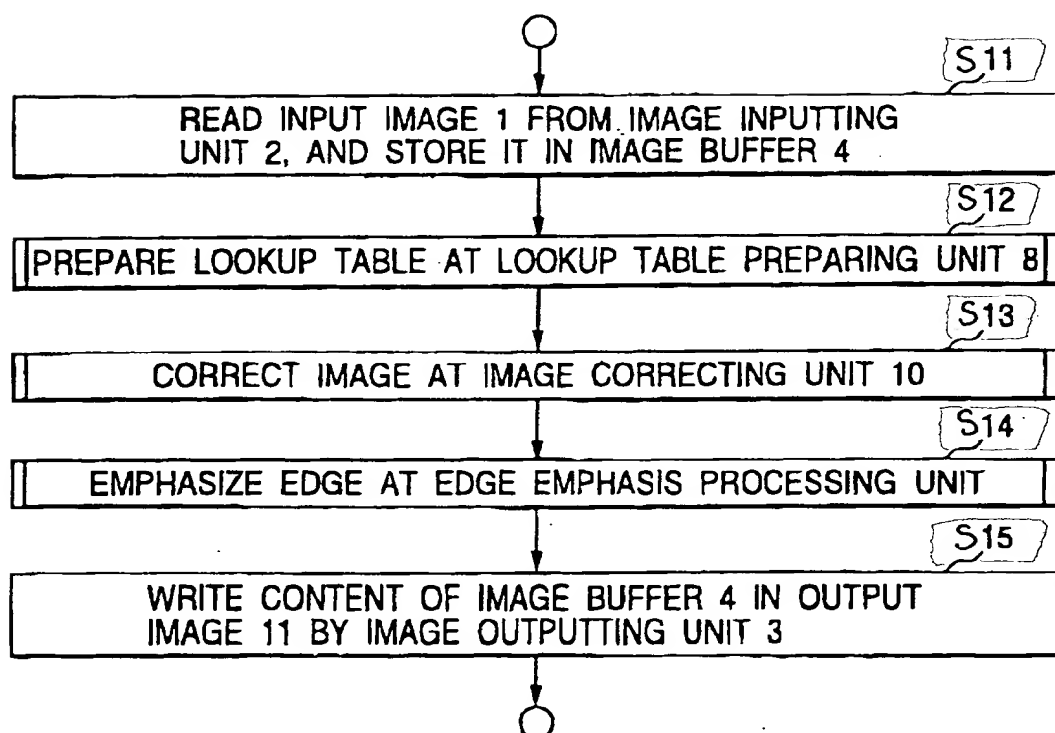 S11
READ INPUT IMAGE 1 FROM IMAGE INPUTTING
UNIT 2, AND STORE IT IN IMAGE BUFFER 4
S12
PREPARE LOOKUP TABLE AT LOOKUP TABLE PREPARING UNIT 8
S13
CORRECT IMAGE AT IMAGE CORRECTING UNIT 10
S14
EMPHASIZE EDGE AT EDGE EMPHASIS PROCESSING UNIT
S15
WRITE CONTENT OF IMAGE BUFFER 4 IN OUTPUT
IMAGE 11 BY IMAGE OUTPUTTING UNIT 3